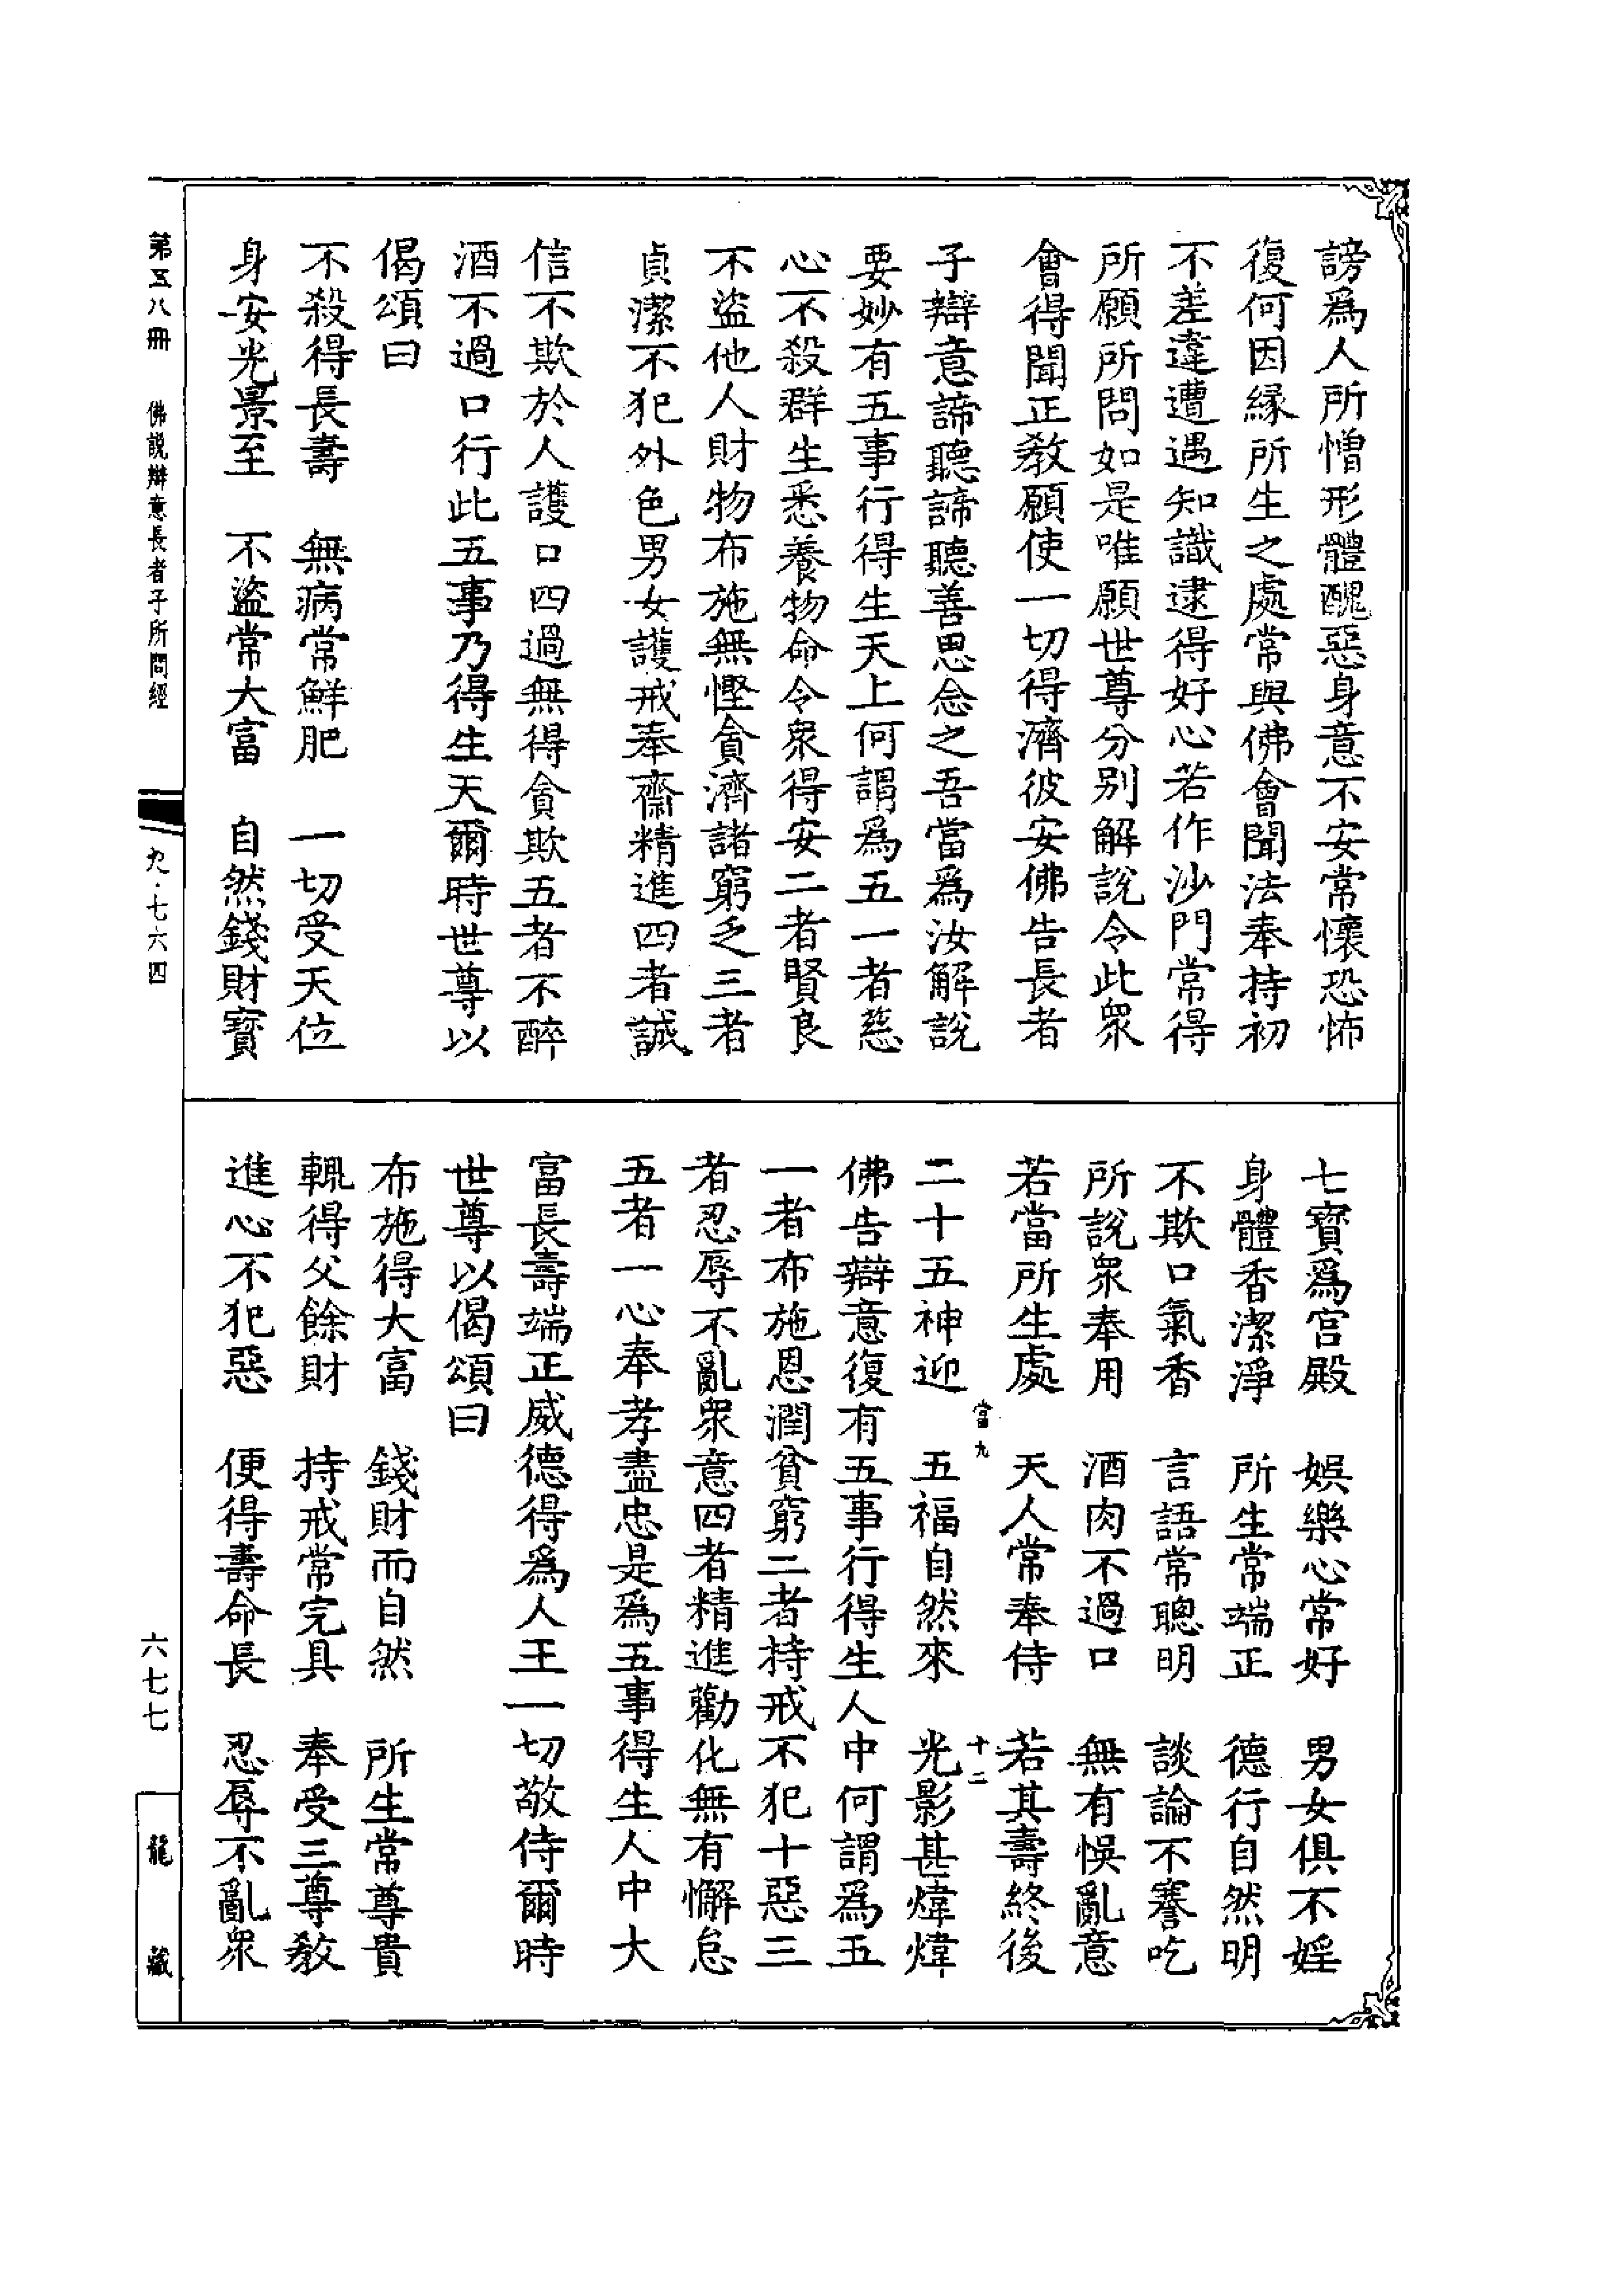 謗爲人所憎形體醜惡身意不安常懷恐怖
復何因緣所生之處常與佛會聞法奉持初
不差違遭遇知識逮得好心若作沙門常得
所願所問如是唯願世尊分别解說令此衆
會得聞正敎願使一切得濟彼安佛告長者
子辯意諦聽諦聽善思念之吾當爲汝解說
要妙有五事行得生天上何謂爲五一者慈
心不殺群生悉養物命令衆得安二者賢良
不盜他人財物布施無慳貪濟諸窮乏三者
貞潔不犯外色男女護戒奉齋精進四者誠
信不欺於人護口四過無得貪欺五者不醉
酒不過口行此五事乃得生天爾時世尊以
偈頌曰
不殺得長壽　無病常鮮肥　一切受天位
身安光景至　不盜常大富　自然錢財寶
七寶爲宮殿　娛樂心常好　男女俱不婬
身體香潔淨　所生常端正　德行自然明
不欺口氣香　言語常聰明　談論不謇吃
所說衆奉用　酒肉不過口　無有悞亂意
若當所生處　天人常奉侍　若其壽終後
二十五神迎　五福自然來　光影甚煒煒
當九　十二
佛告辯意復有五事行得生人中何謂爲五
一者布施恩潤貧窮二者持戒不犯十惡三
者忍辱不亂衆意四者精進勸化無有懈怠
五者一心奉孝盡忠是爲五事得生人中大
富長壽端正威德得爲人王一切敬侍爾時
世尊以偈頌曰
布施得大富　錢財而自然　所生常尊貴
輒得父餘財　持戒常完具　奉受三尊敎
進心不犯惡　便得壽命長　忍辱不亂衆
第五八冊　佛說辯意長者子所問經
九·七六四
六七七
龍藏